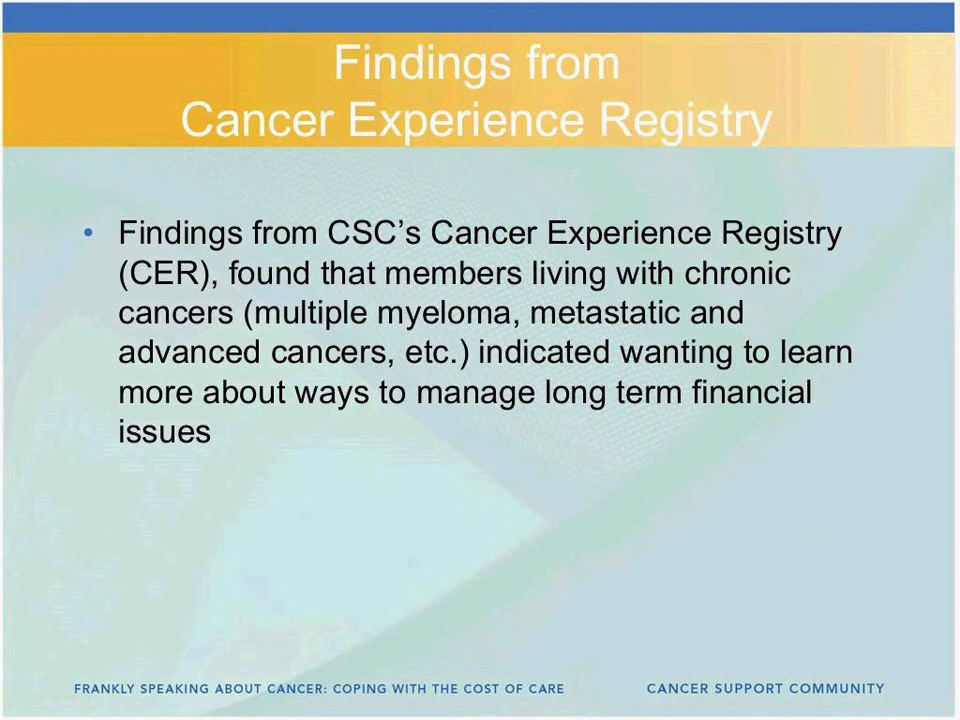 Findings from
Cancer Experience Registry
• Findings from CSC’s Cancer Experience Registry
(CER), found that members living with chronic
cancers (multiple myeloma, metastatic and
advanced cancers, etc.) indicated wanting to learn
more about ways to manage long term financial
issues
FRANKLY SPEAKING ABOUT CANCER: COPING WITH THE COST OF CARE
CANCER SUPPORT COMMUNITY